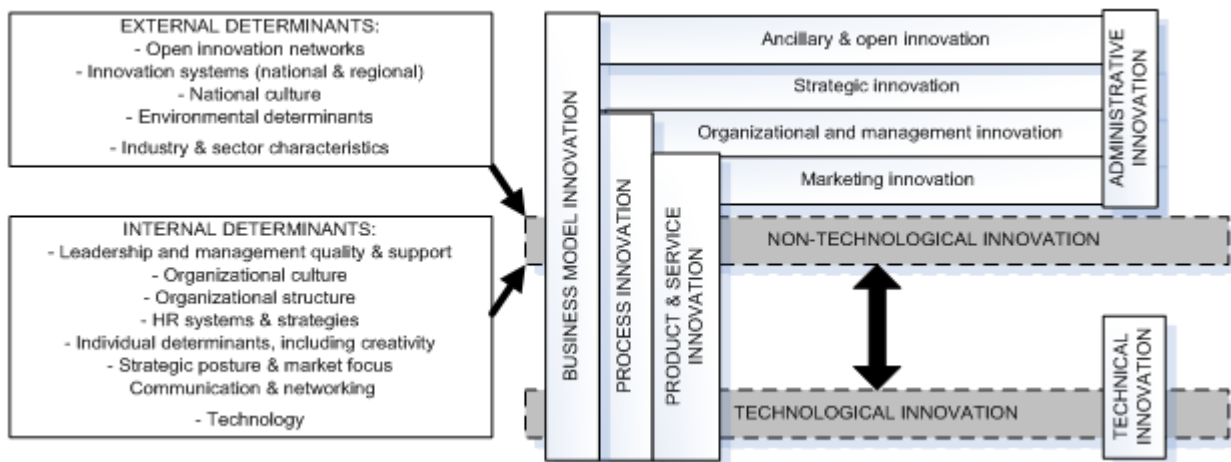 EXTERNAL DETERMINANTS:
- Open innovation networks
- Innovation systems (national & regional)
- National culture
- Environmental determinants
- Industry & sector characteristics
INTERNAL DETERMINANTS:
- Leadership and management quality & support
- Organizational culture
- Organizational structure
- HR systems & strategies
- Individual determinants, including creativity
- Strategic posture & market focus
Communication & networking
- Technology
BUSINESS MODEL INNOVATION
PROCESS INNOVATION
PRODUCT & SERVICE
INNOVATION
Ancillary & open innovation
Strategic innovation
Organizational and management innovation
Marketing innovation
ADMINISTRATIVE
INNOVATION
NON-TECHNOLOGICAL INNOVATION
TECHNOLOGICAL INNOVATION
TECHNICAL
INNOVATION